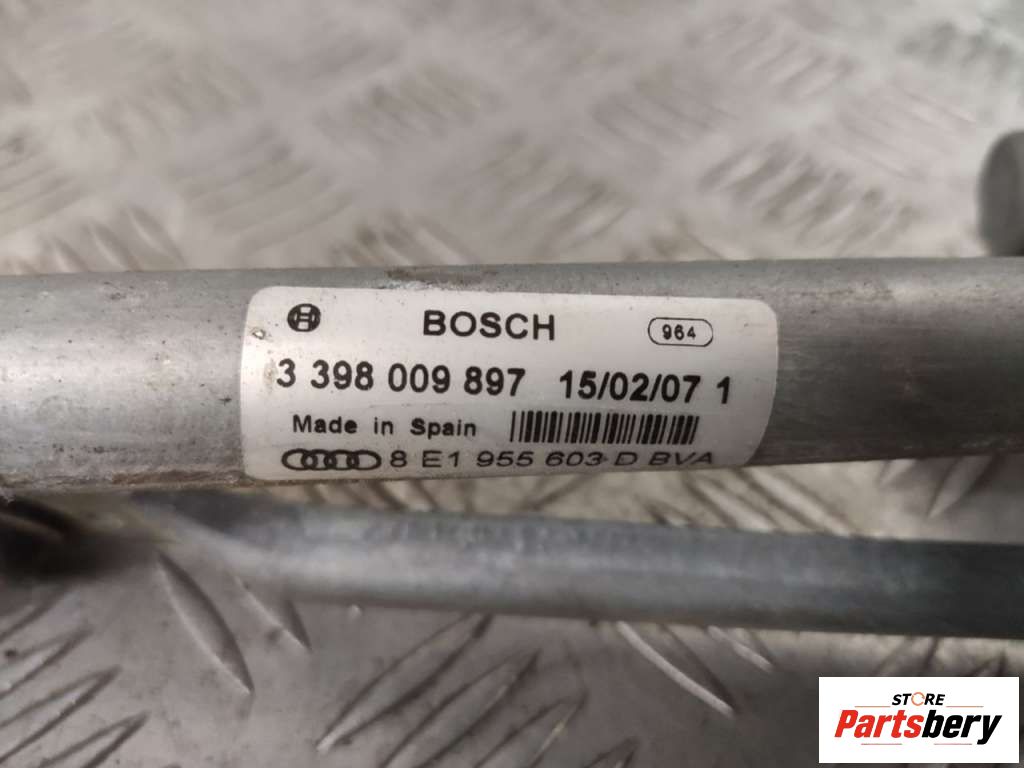 BOSCH 964
3 398 009 897 15/02/07 1
Made in Spain
8 E1 955 603 D BVA
STORE
Partsbery